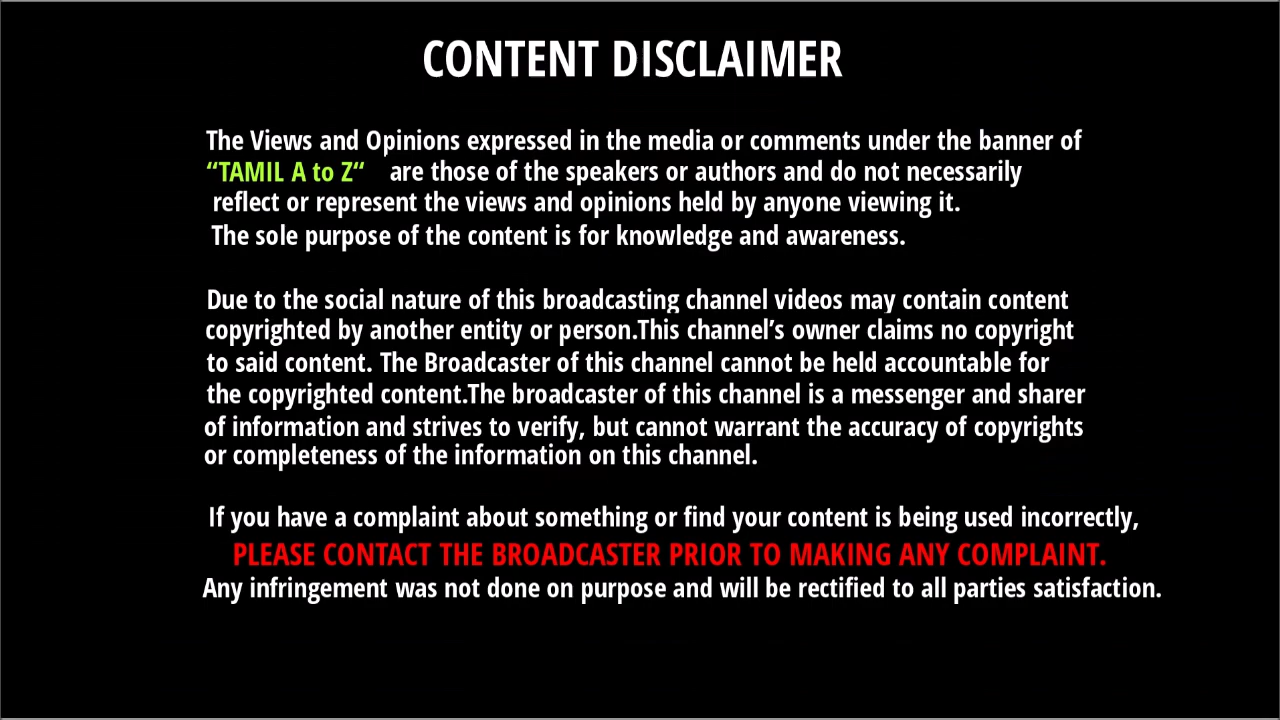 CONTENT DISCLAIMER
The Views and Opinions expressed in the media or comments under the banner of
“TAMIL A to Z“ are those of the speakers or authors and do not necessarily
reflect or represent the views and opinions held by anyone viewing it.
The sole purpose of the content is for knowledge and awareness.
Due to the social nature of this broadcasting channel videos may contain content
copyrighted by another entity or person.This channel’s owner claims no copyright
to said content. The Broadcaster of this channel cannot be held accountable for
the copyrighted content.The broadcaster of this channel is a messenger and sharer
of information and strives to verify, but cannot warrant the accuracy of copyrights
or completeness of the information on this channel.
If you have a complaint about something or find your content is being used incorrectly,
PLEASE CONTACT THE BROADCASTER PRIOR TO MAKING ANY COMPLAINT.
Any infringement was not done on purpose and will be rectified to all parties satisfaction.